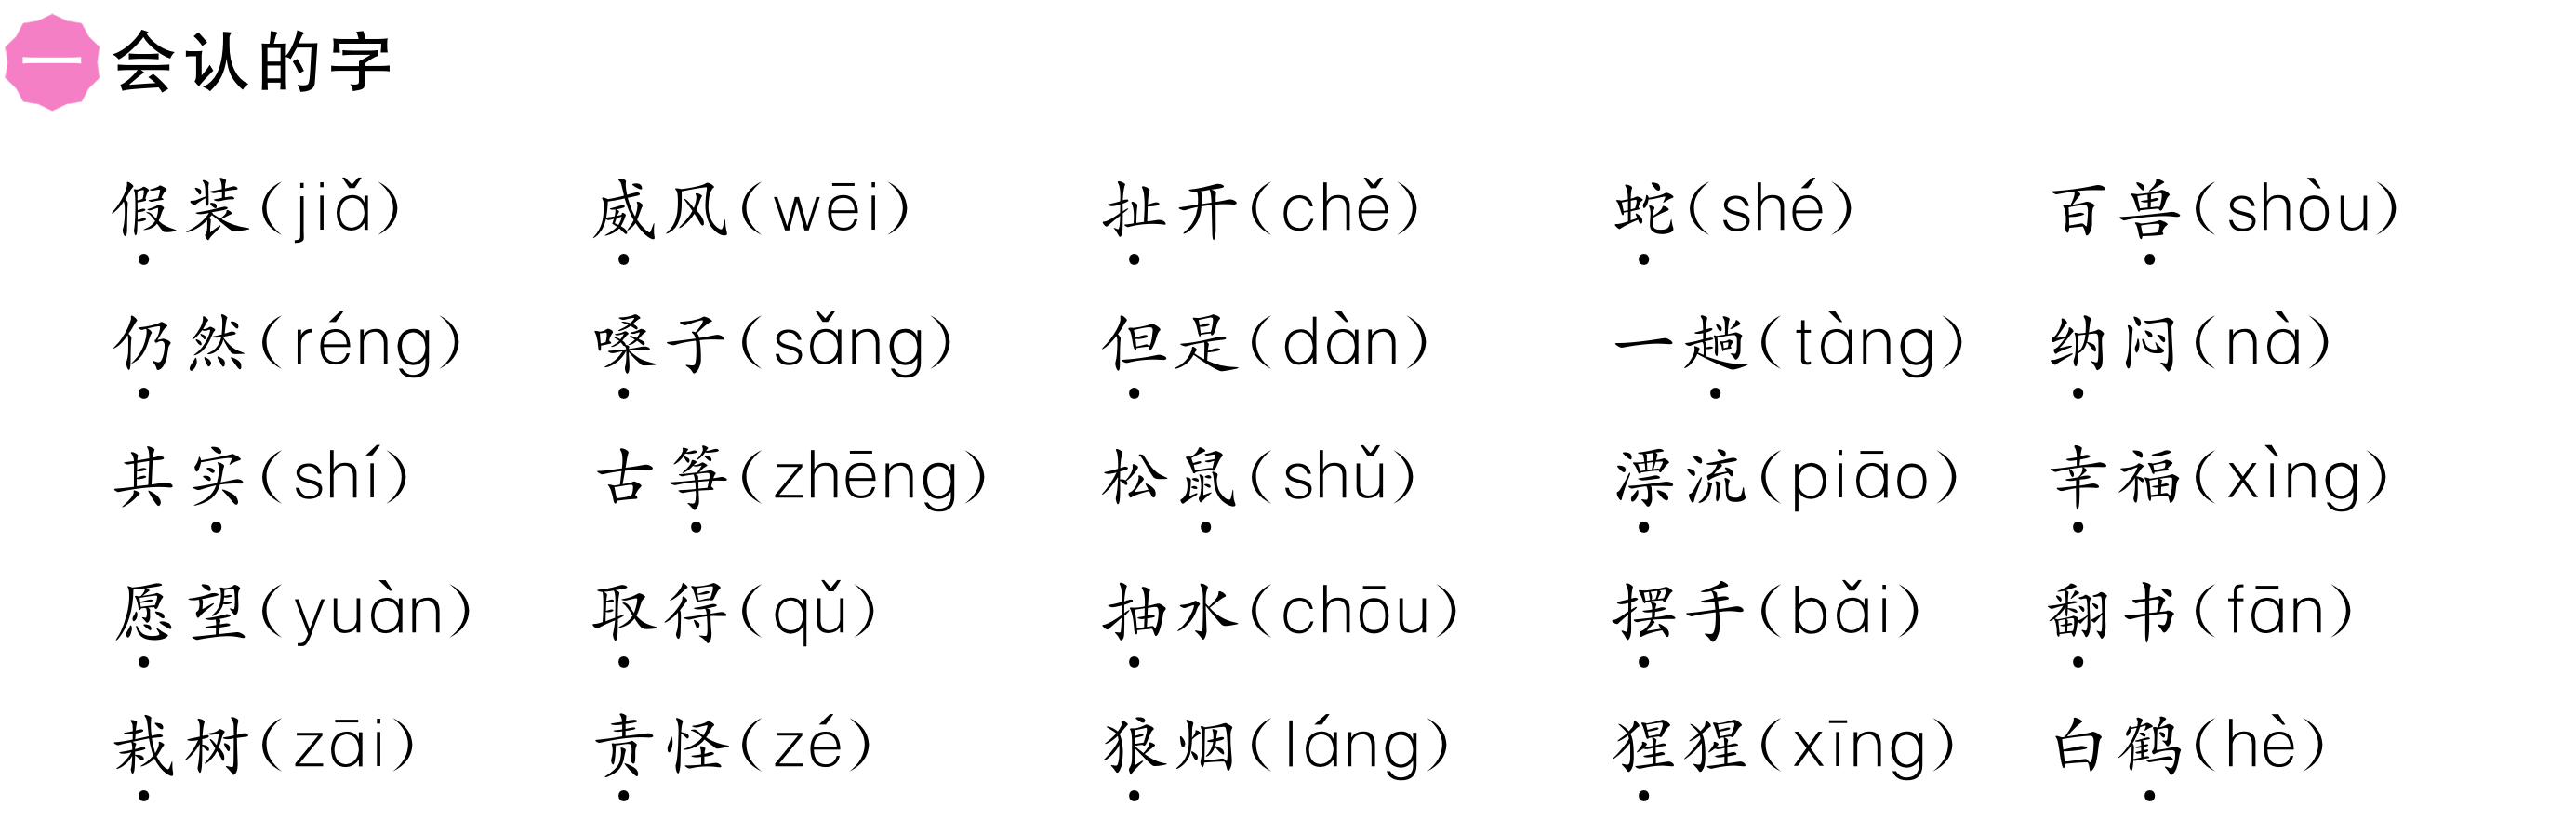 一 会认的字
假装(jiǎ) 威风(wēi) 扯开(chě) 蛇(shé) 百兽(shòu)
仍然(réng) 嗓子(sǎng) 但是(dàn) 一趟(tàng) 纳闷(nà)
其实(shí) 古筝(zhēng) 松鼠(shǔ) 漂流(piāo) 幸福(xìng)
愿望(yuàn) 取得(qǔ) 抽水(chōu) 摆手(bǎi) 翻书(fān)
栽树(zāi) 责怪(zé) 狼烟(láng) 猩猩(xīng) 白鹤(hè)